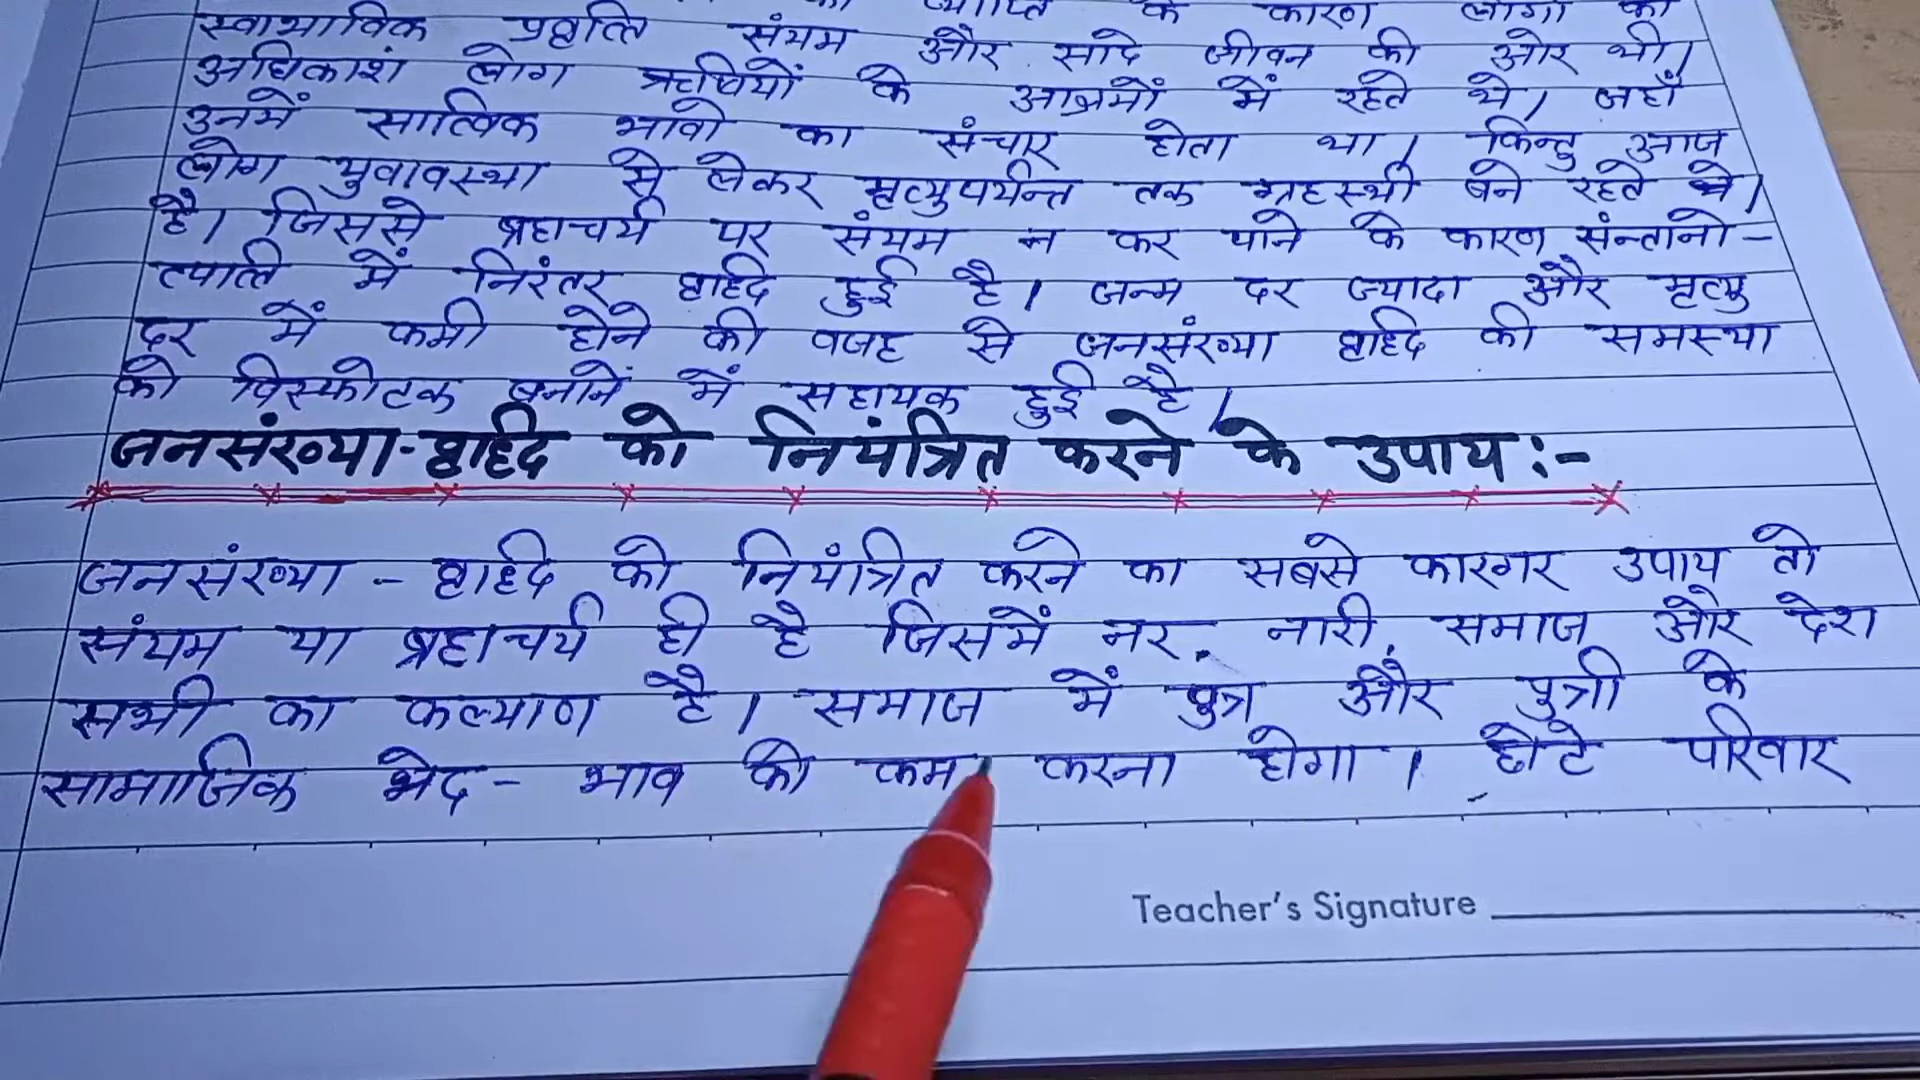 के कारण लोगों की
स्वाभाविक प्रवृत्ति संयम और सादे जीवन की ओर थी।
अधिकाशं लोग ऋषियों के आश्रमों में रहते थे। जहाँ
उनमें सात्विक भावो का संचार होता था। किन्तु आज
लोग युवावस्था से लेकर मृत्युपर्यन्त तक ग्रहस्थी बने रहते
है। जिससे ब्रह्मचर्य पर संयम न कर पाने के कारण संन्तानो-
त्पत्ति में निरंतर वृद्दि हुई है। जन्म दर ज्यादा और मृत्यु
दर में कमी होने की वजह से जनसंख्या वृद्दि की समस्या
को विस्फोटक बनानें में सहायक हुई है।
जनसंख्या-वृद्दि को नियंत्रित करने के उपाय:-
जनसंख्या - वृद्दि को नियंत्रित करने का सबसे कारगर उपाय तो
संयम या ब्रह्मचर्य ही है जिसमें नर, नारी, समाज और देश
सभी का कल्याण है। समाज में पुत्र और पुत्री के
सामाजिक भेद- भाव को कम करना होगा। छोटे परिवार
Teacher's Signature